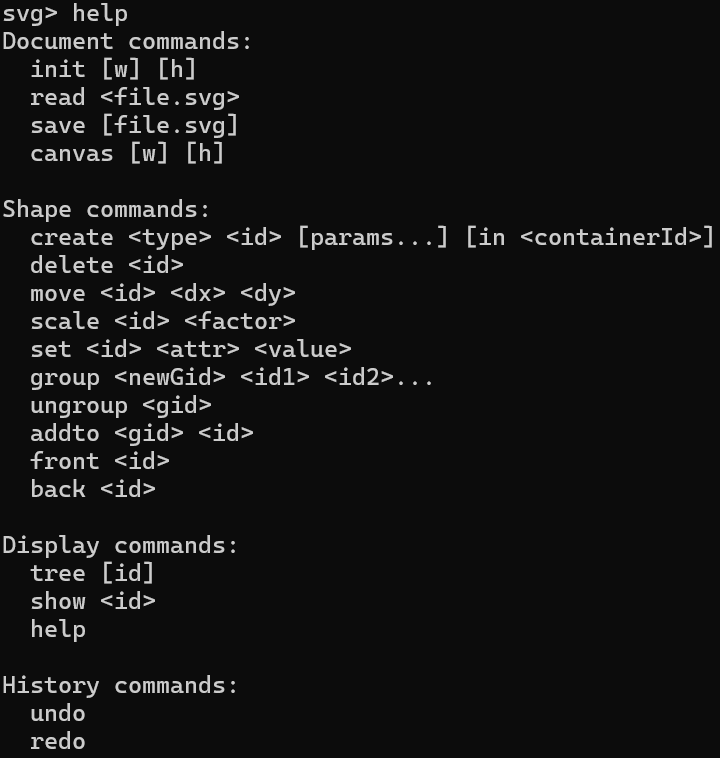 svg> help
Document commands:
  init [w] [h]
  read <file.svg>
  save [file.svg]
  canvas [w] [h]

Shape commands:
  create <type> <id> [params...] [in <containerId>]
  delete <id>
  move <id> <dx> <dy>
  scale <id> <factor>
  set <id> <attr> <value>
  group <newGid> <id1> <id2>...
  ungroup <gid>
  addto <gid> <id>
  front <id>
  back <id>

Display commands:
  tree [id]
  show <id>
  help

History commands:
  undo
  redo